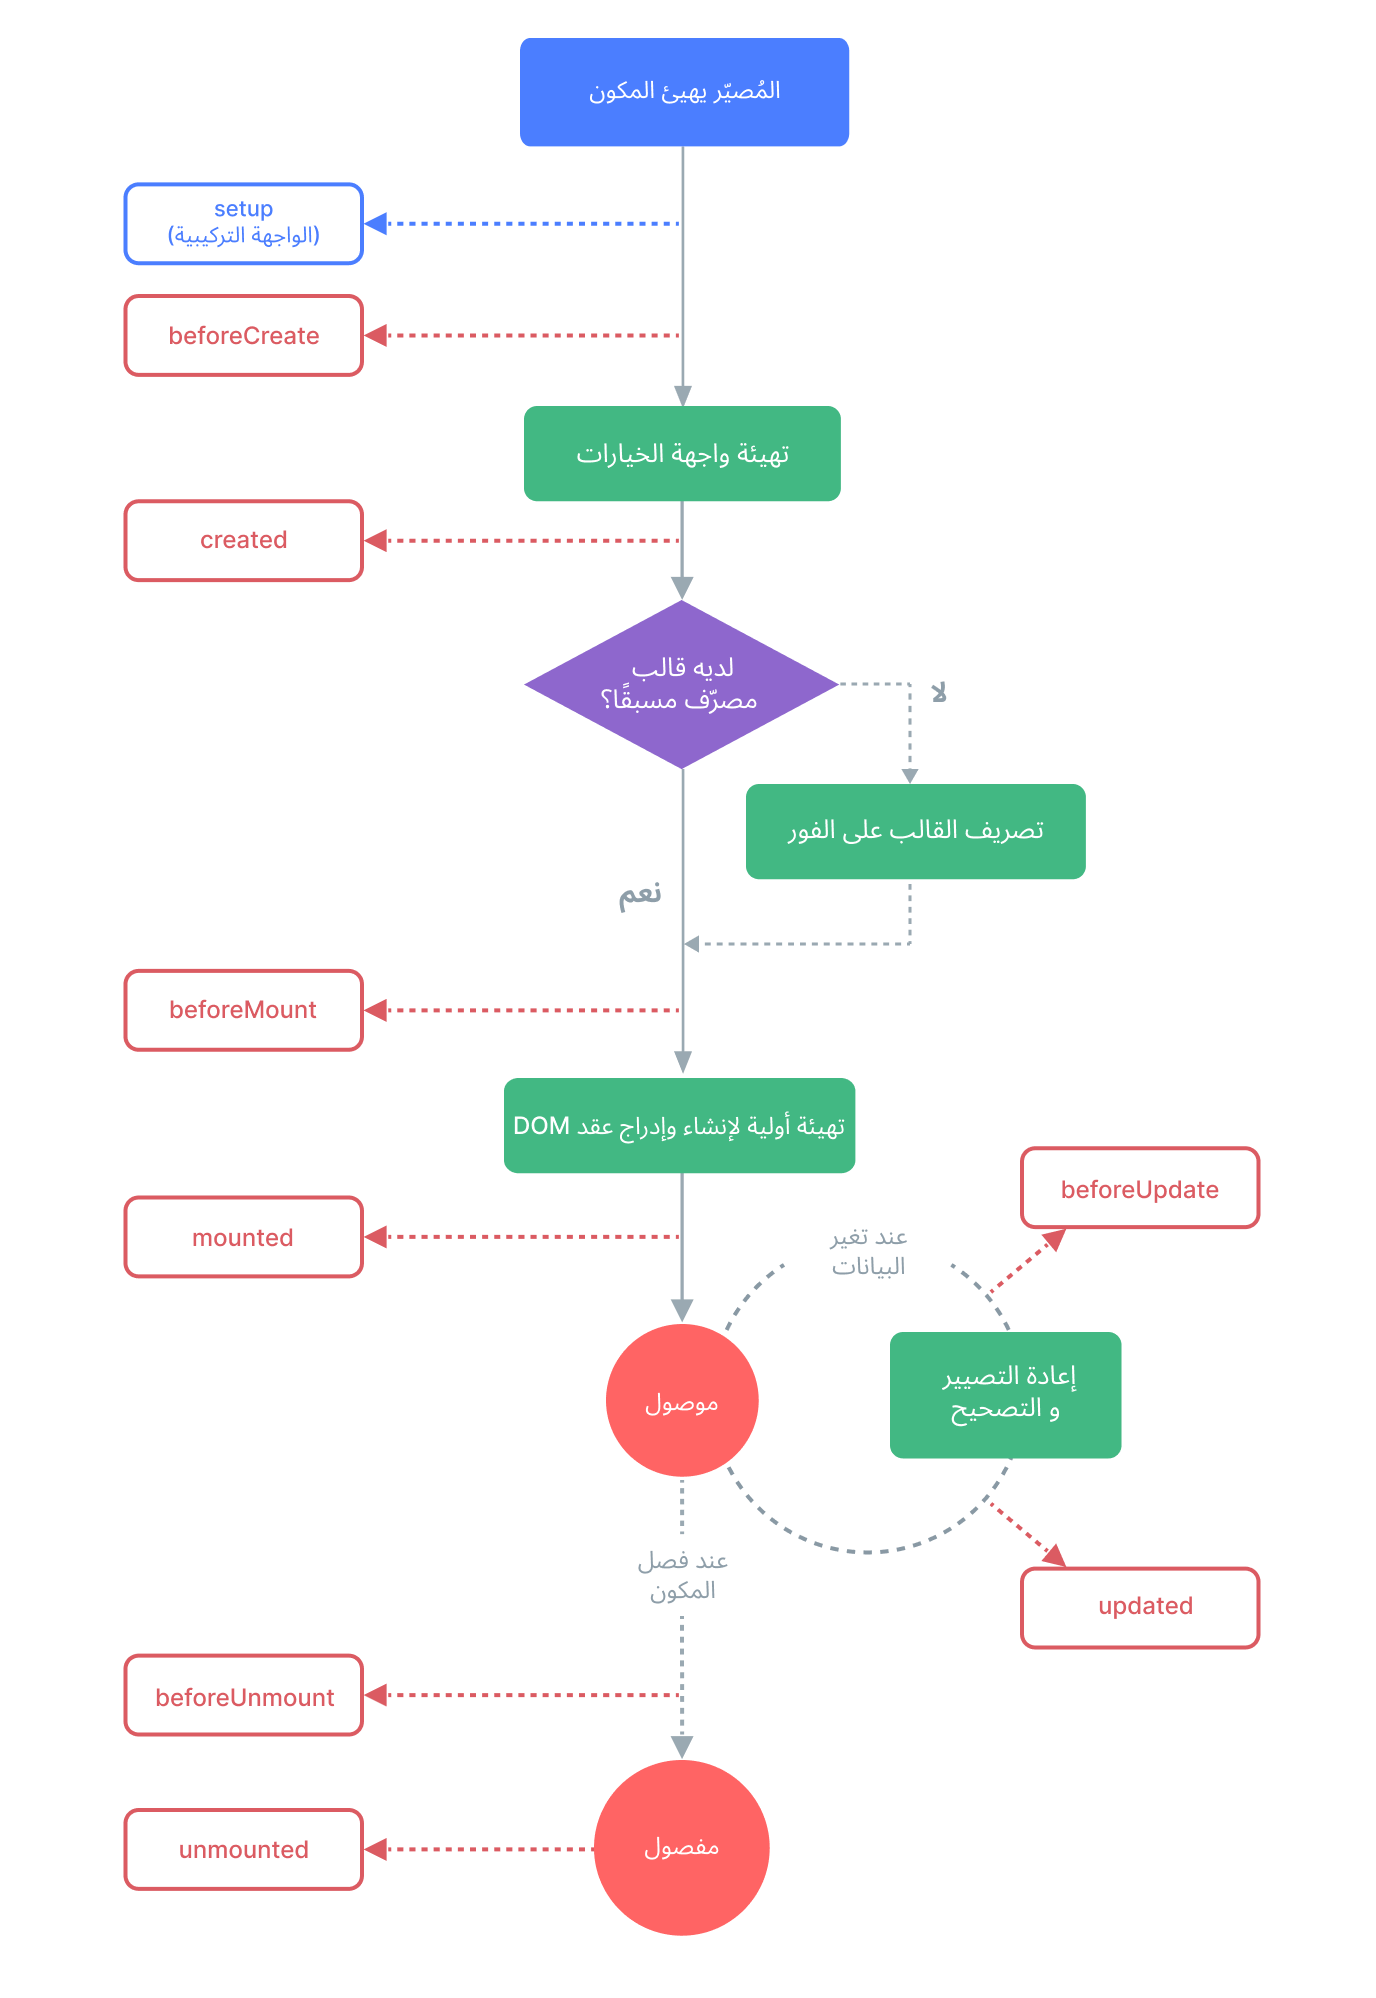 المُصيّر يهيئ المكون
setup
(الواجهة التركيبية)
beforeCreate
تهيئة واجهة الخيارات
created
لديه قالب
مصرّف مسبقًا؟
لا
تصريف القالب على الفور
نعم
beforeMount
تهيئة أولية لإنشاء وإدراج عقد DOM
beforeUpdate
mounted
عند تغير
البيانات
إعادة التصيير
و التصحيح
موصول
عند فصل
المكون
updated
beforeUnmount
مفصول
unmounted